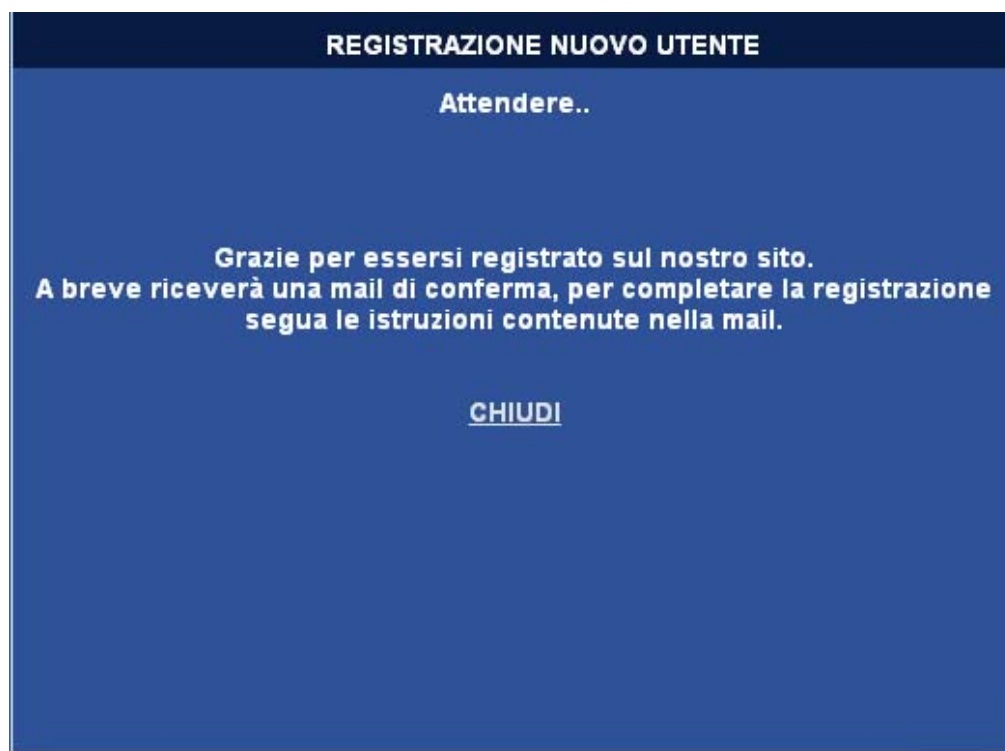 REGISTRAZIONE NUOVO UTENTE
Attendere..
Grazie per essersi registrato sul nostro sito.
A breve riceverà una mail di conferma, per completare la registrazione
segua le istruzioni contenute nella mail.
CHIUDI